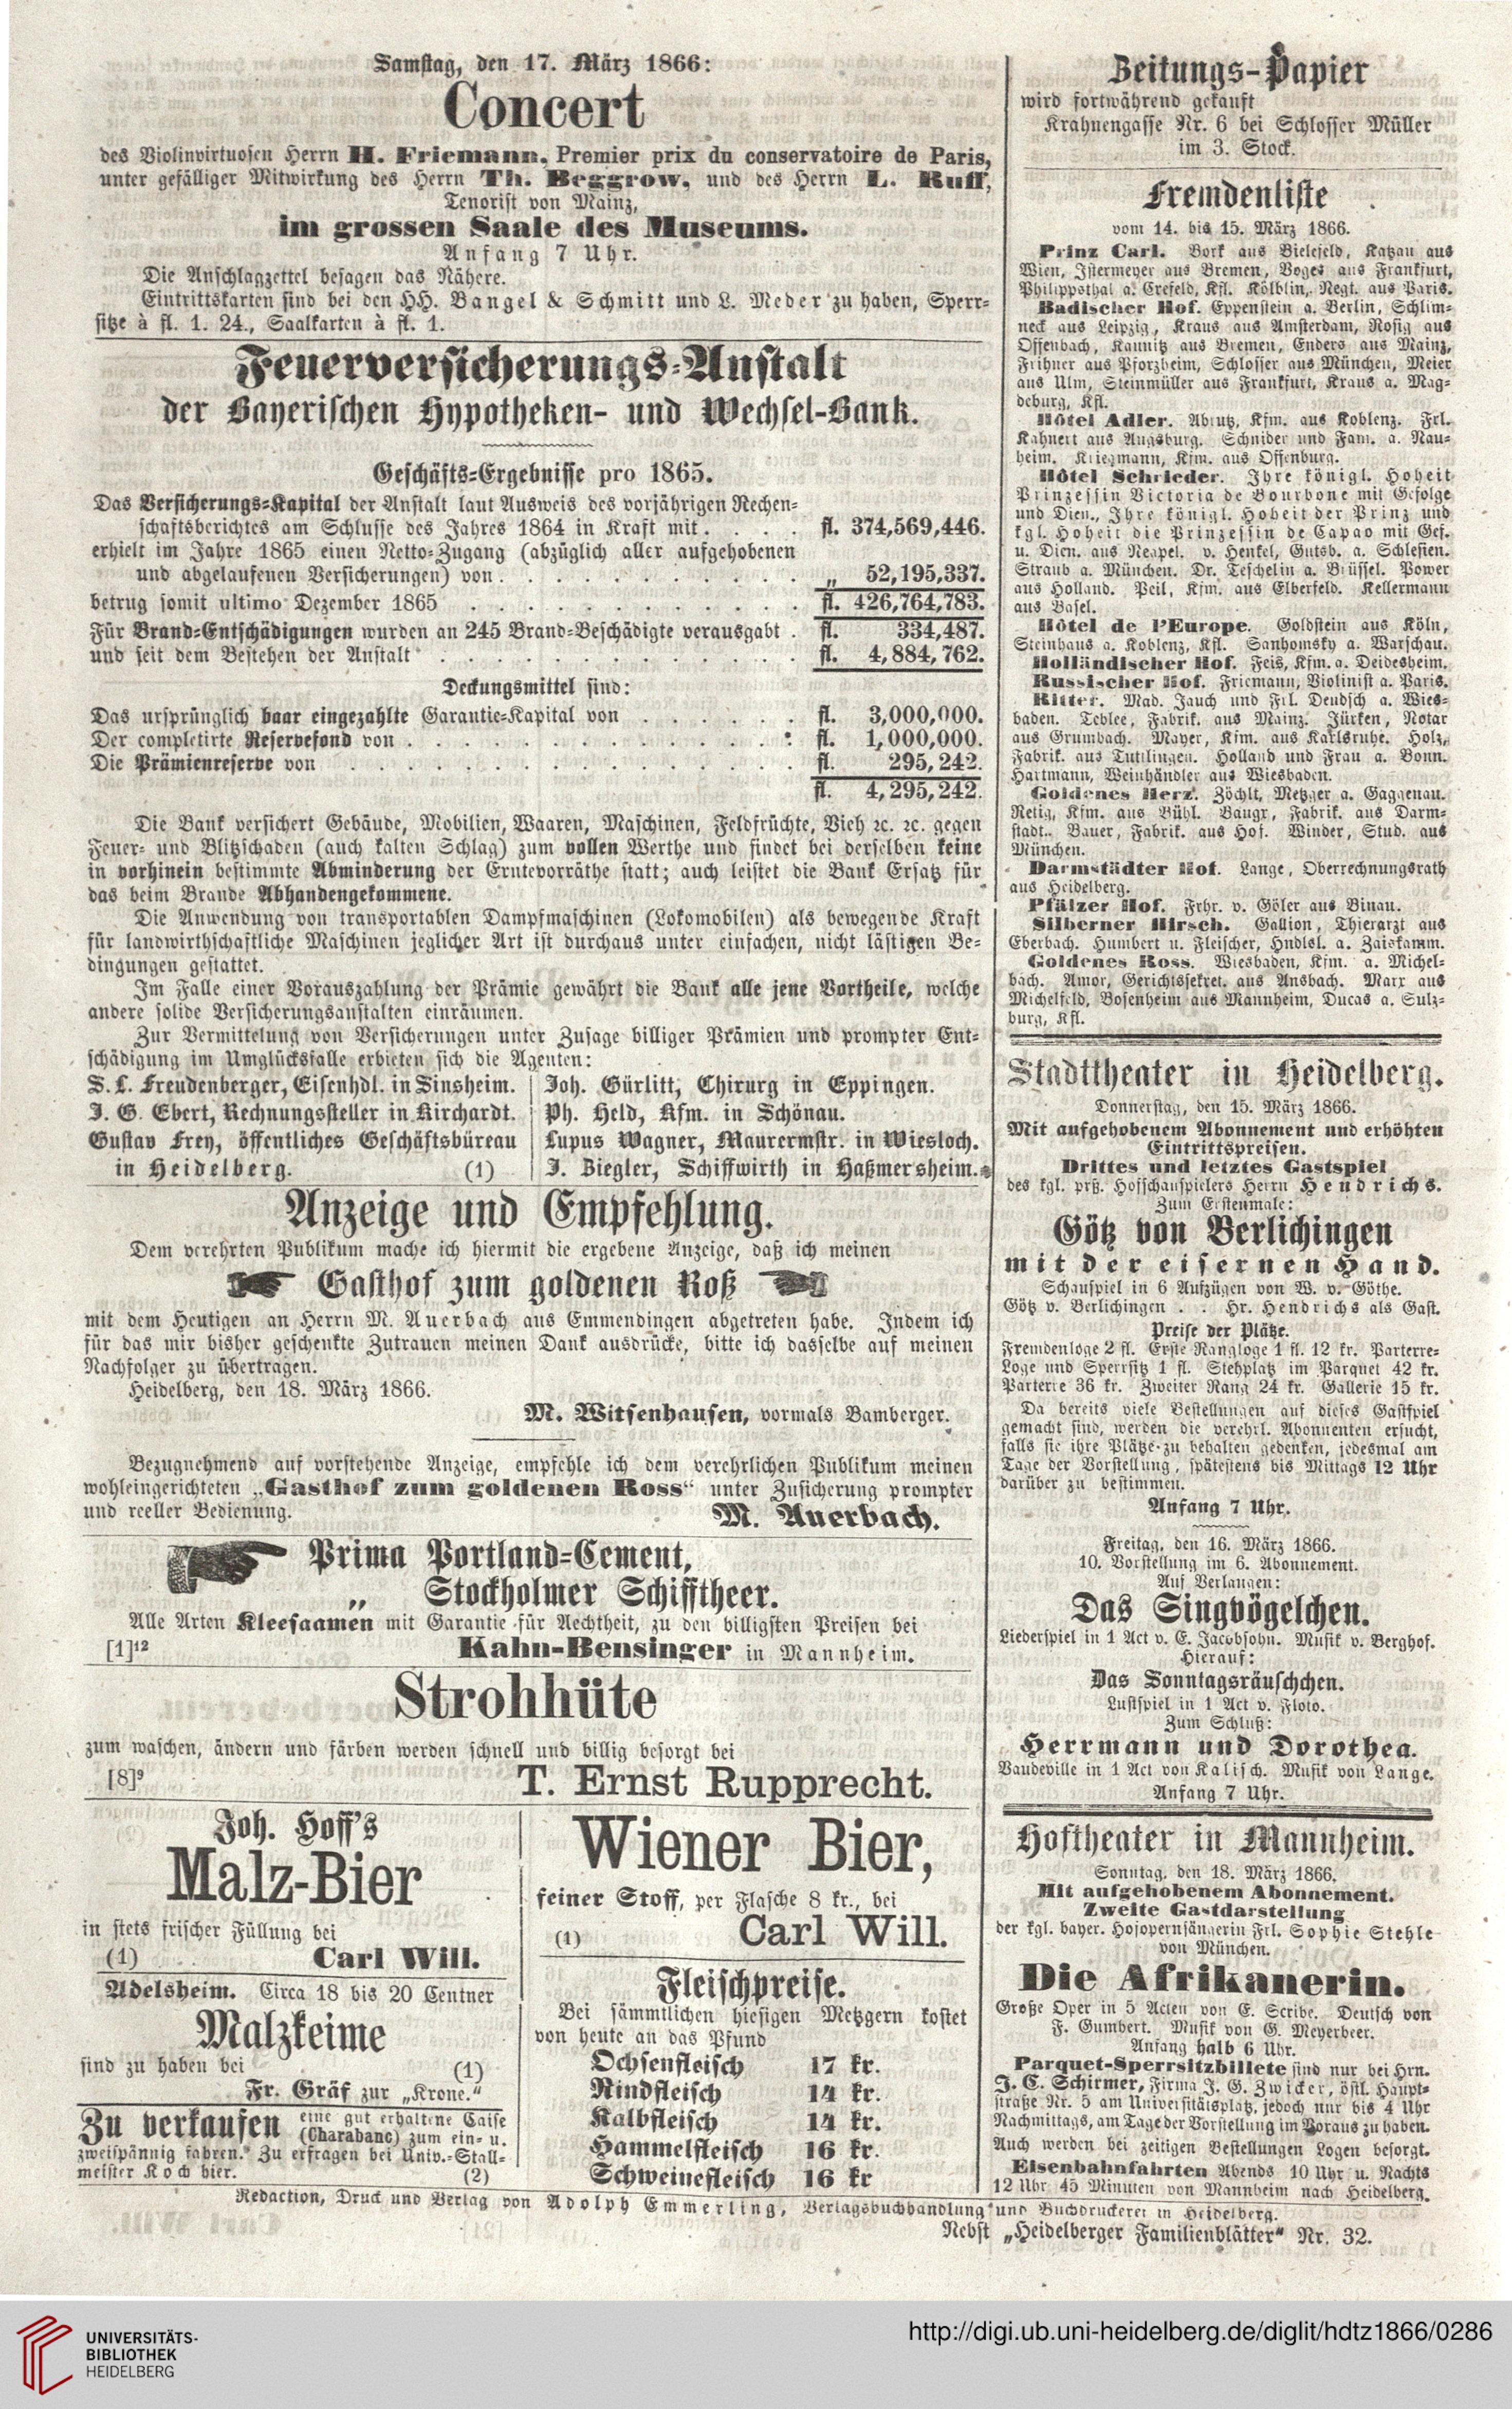 Samstag, den 17. März 1866:
Concert
des Violinvirtuosen Herrn H. Friemann, Premier prix du conservatoire de Paris,
unter gefälliger Mitwirkung des Herrn Th. Beggrow, und des Herrn L. Ruff,
Tenorist von Mainz,
im grossen Saale des Museums.
Anfang 7 Uhr.
Die Anschlagzettel besagen das Nähere.
Eintrittskarten sind bei den HH. Bangel & Schmitt und L. Meder zu haben, Sperr=
sitze à fl. 1. 24., Saalkarten à fl. 1.
Feuerversicherungs=Anstalt
der Bayerischen Hypotheken- und Wechsel-Bank.
Geschäfts=Ergebnisse pro 1865.
Das Versicherungs=Kapital der Anstalt laut Ausweis des vorjährigen Rechen=
schaftsberichtes am Schlusse des Jahres 1864 in Kraft mit . . . . fl. 374,569,446.
erhielt im Jahre 1865 einen Netto=Zugang (abzüglich aller aufgehobenen
und abgelaufenen Versicherungen) von . . . . . . . . . . „ 52,195,337.
betrug somit ultimo Dezember 1865 . . . . . . . . . . fl. 426,764,783.
Für Brand=Entschädigungen wurden an 245 Brand=Beschädigte verausgabt . fl. 334,487.
und seit dem Bestehen der Anstalt . . . . . . . . . . . fl. 4,884,762.
Deckungsmittel sind:
Das ursprünglich baar eingezahlte Garantie=Kapital von . . . . . fl. 3,000,000.
Der completirte Reservefond von . . . . . . . . . . . . fl. 1,000,000.
Die Prämienreserve von . . . . . . . . . . . . . . fl. 295,242.
fl. 4,295,242.
Die Bank versichert Gebäude, Mobilien, Waaren, Maschinen, Feldfrüchte, Vieh ꝛc. ꝛc. gegen
Feuer= und Blitzschaden (auch kalten Schlag) zum vollen Werthe und findet bei derselben keine
in vorhinein bestimmte Abminderung der Erntevorräthe statt; auch leistet die Bank Ersatz für
das beim Brande Abhandengekommene.
Die Anwendung von transportablen Dampfmaschinen (Lokomobilen) als bewegende Kraft
für landwirthschaftliche Maschinen jeglicher Art ist durchaus unter einfachen, nicht lästigen Be=
dingungen gestattet.
Im Falle einer Vorauszahlung der Prämie gewährt die Bank alle jene Vortheile, welche
andere solide Versicherungsanstalten einräumen.
Zur Vermittelung von Versicherungen unter Zusage billiger Prämien und prompter Ent=
schädigung im Umglücksfalle erbieten sich die Agenten:
S. L. Freudenberger, Eisenhdl. in Sinsheim.
J. G. Ebert, Rechnungssteller in Kirchardt.
Gustav Frey, öffentliches Geschäftsbüreau
in Heidelberg. (1)
Joh. Gürlitt, Chirurg in Eppingen.
Ph. Held, Kfm. in Schönau.
Lupus Wagner, Maurermstr. in Wiesloch.
J. Ziegler, Schiffwirth in Haßmersheim.
Anzeige und Empfehlung.
Dem verehrten Publikum mache ich hiermit die ergebene Anzeige, daß ich meinen
Gasthof zum goldenen Roß
mit dem Heutigen an Herrn M. Auerbach aus Emmendingen abgetreten habe. Indem ich
für das mir bisher geschenkte Zutrauen meinen Dank ausdrücke, bitte ich dasselbe auf meinen
Nachfolger zu übertragen.
Heidelberg, den 18. März 1866.
M. Witsenhausen, vormals Bamberger.
Bezugnehmend auf vorstehende Anzeige, empfehle ich dem verehrlichen Publikum meinen
wohleingerichteten „Gasthof zum goldenen Ross“ unter Zusicherung prompter
und reeller Bedienung.
M. Auerbach.
Prima Portland=Cement,
„ Stockholmer Schifftheer.
Alle Arten Kleesaamen mit Garantie für Aechtheit, zu den billigsten Preisen bei
[1]12 Kahn-Bensinger in Mannheim.
Strohhüte
zum waschen, ändern und färben werden schnell und billig besorgt bei
[8]9 T. Ernst Rupprecht.
Joh. Hoff's
Malz-Bier
in stets frischer Füllung bei
(1) Carl Will.
Adelsheim. Circa 18 bis 20 Centner
Malzkeime
sind zu haben bei (1)
Fr. Gräf zur „Krone.“
Zu verkaufen eine gut erhaltene Caise
(Charabanc) zum ein= u.
zweispännig fahren. Zu erfragen bei Univ.=Stall=
meister Koch hier. (2)
Wiener Bier,
feiner Stoff, per Flasche 8 kr., bei
(1) Carl Will.
Fleischpreise.
Bei sämmtlichen hiesigen Metzgern kostet
von heute an das Pfund
Ochsenfleisch 17 kr.
Rindfleisch 14 kr.
Kalbfleisch 14 kr.
Hammelfleisch 16 kr.
Schweinefleisch 16 kr
Zeitungs-Papier
wird fortwährend gekauft
Krahnengasse Nr. 6 bei Schlosser Müller
im 3. Stock.
Fremdenliste
vom 14. bis 15. März 1866.
Prinz Carl. Bork aus Bielefeld, Katzau aus
Wien, Istermeyer aus Bremen, Voges aus Frankfurt,
Philippsthal a. Crefeld, Kfl. Kölblin, Negt. aus Paris.
Badischer Hof. Eppenstein a. Berlin, Schlim=
neck aus Leipzig, Kraus aus Amsterdam, Rosig aus
Offenbach, Kaunitz aus Bremen, Enders aus Mainz,
Frihner aus Pforzheim, Schlosser aus München, Meier
aus Ulm, Steinmüller aus Frankfurt, Kraus a. Mag=
deburg, Kfl.
Hôtel Adler. Kfm. aus Koblenz. Frl.
Kahnert aus Augsburg. Schnider und Fam. a. Nau=
heim. Kriegmann, Kfm. aus Offenburg.
Hôtel Schrieder. Ihre königl. Hoheit
Prinzessin Victoria de Bourbone mit Gefolge
und Dien., Ihre königl. Hoheit der Prinz und
kgl. Hoheit die Prinzessin de Capao mit Gef.
u. Dien. aus Neapel. v. Henkel, Gutsb. a. Schlesien.
Straub a. München. Dr. Teschelin a. Brüssel. Power
aus Holland. Peil, Kfm. aus Elberfeld. Kellermann
aus Basel.
Hôtel de l'Europe. Goldstein aus Köln,
Steinhaus a. Koblenz, Kfl. Sanhomsky a. Warschau.
Holländischer Hof. Feis, Kfm. a. Deidesheim.
Russischer Hof. Friemann, Violinist a. Paris.
Ritter. Mad. Jauch und Frl. Deudsch a. Wies=
baden. Teblee, Fabrik. aus Mainz. Jürken, Notar
aus Grumbach. Mayer, Kfm. aus Karlsruhe. Holz,
Fabrik. aus Tuttlingen. Holland und Frau a. Bonn.
Hartmann, Weinhändler aus Wiesbaden.
Goldenes Herz. Zöchlt, Metzger a. Gaggenau.
Retig, Kfm. aus Bühl. Baugr, Fabrik. aus Darm=
stadt. Bauer, Fabrik. aus Hof. Winder, Stud. aus
München.
Darmstädter Hof. Lange, Oberrechnungsrath
aus Heidelberg.
Pfälzer Hof. Frhr. v. Göler aus Binau.
Silberner Hirsch. Gallion, Thierarzt aus
Eberbach. Humbert u. Fleischer, Hndlsl. a. Zaiskamm.
Goldenes Ross. Wiesbaden, Kfm. a. Michel=
bach. Amor, Gerichtssekret. aus Ansbach. Marx aus
Michelfeld, Bosenheim aus Mannheim, Ducas a. Sulz=
burg, Kfl.
Stadttheater in Heidelberg.
Donnerstag, den 15. März 1866.
Mit aufgehobenem Abonnement und erhöhten
Eintrittspreisen.
Drittes und letztes Gastspiel
des kgl. prß. Hofschauspielers Herrn Hendrichs.
Zum Erstenmale:
Götz von Berlichingen
mit der eisernen Hand.
Schauspiel in 6 Aufzügen von W. v. Göthe.
Götz v. Berlichingen . . Hr. Hendrichs als Gast.
Preise der Plätze.
Fremdenloge 2 fl. Erste Rangloge 1 fl. 12 kr. Parterre=
Loge und Sperrsitz 1 fl. Stehplatz im Parquet 42 kr.
Parterre 36 kr. Zweiter Rang 24 kr. Gallerie 15 kr.
Da bereits viele Bestellungen auf dieses Gastspiel
gemacht sind, werden die verehrl. Abonnenten ersucht,
falls sie ihre Plätze zu behalten gedenken, jedesmal am
Tage der Vorstellung, spätestens bis Mittags 12 Uhr
darüber zu bestimmen.
Anfang 7 Uhr.
Freitag, den 16. März 1866.
10. Vorstellung im 6. Abonnement.
Auf Verlangen:
Das Singvögelchen.
Liederspiel in 1 Act v. E. Jacobsohn. Musik v. Berghof.
Hierauf:
Das Sonntagsräuschchen.
Lustspiel in 1 Act v. Floto.
Zum Schluß:
Herrmann und Dorothea.
Vaudeville in 1 Act von Kalisch. Musik von Lange.
Anfang 7 Uhr.
Hoftheater in Mannheim.
Sonntag, den 18. März 1866.
Mit aufgehobenem Abonnement.
Zweite Gastdarstellung
der kgl. bayer. Hofopernsängerin Frl. Sophie Stehle
von München.
Die Afrikanerin.
Große Oper in 5 Acten von E. Scribe. Deutsch von
F. Gumbert. Musik von G. Meyerbeer.
Anfang halb 6 Uhr.
Parquet-Sperrsitzbillete sind nur bei Hrn.
J. C. Schirmer, Firma J. G. Zwicker, östl. Haupt=
straße Nr. 5 am Universitätsplatz, jedoch nur bis 4 Uhr
Nachmittags, am Tage der Vorstellung im Voraus zu haben.
Auch werden bei zeitigen Bestellungen Logen besorgt.
Eisenbahnfahrten Abends 10 Uhr u. Nachts
12 Uhr 45 Minuten von Mannheim nach Heidelberg.
Redaction, Druck und Verlag von Adolph Emmerling, Verlagsbuchhandlung und Buchdruckerei in Heidelberg.
Nebst „Heidelberger Familienblätter“ Nr. 32.
UNIVERSITÄTS-
BIBLIOTHEK
HEIDELBERG
http://digi.ub.uni-heidelberg.de/diglit/hdtz1866/0286